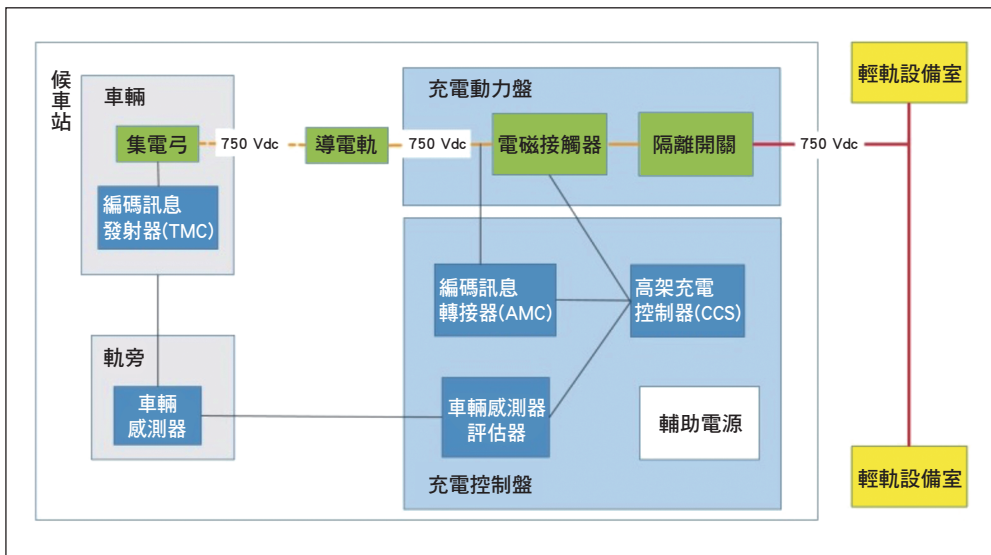 候車站
車輛
集電弓
750 Vdc
導電軌
750 Vdc
充電動力盤
電磁接觸器
隔離開關
750 Vdc
輕軌設備室
編碼訊息
發射器(TMC)
編碼訊息
轉接器(AMC)
高架充電
控制器(CCS)
軌旁
車輛
感測器
車輛感測器
評估器
輔助電源
充電控制盤
輕軌設備室